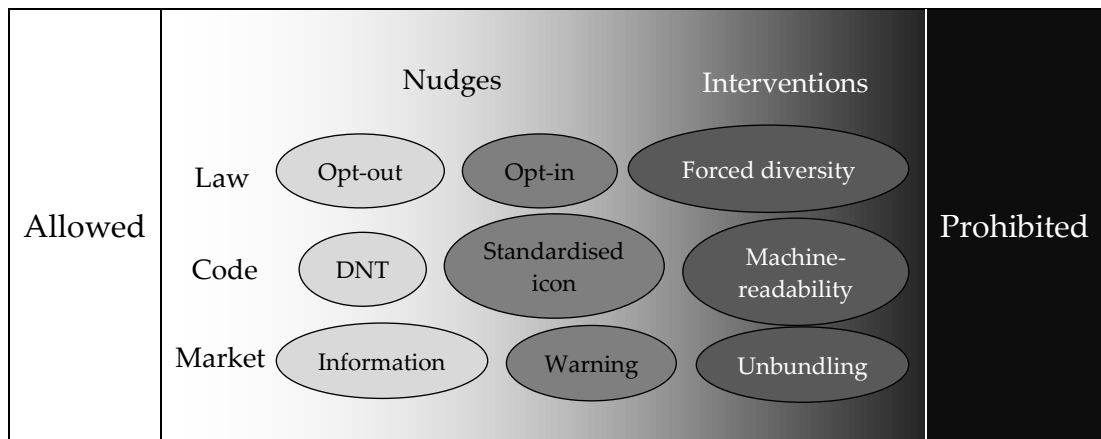 Nudges Interventions
Law Opt-out Opt-in Forced diversity
Allowed Prohibited
Code DNT Standardised
icon Machine-
readability
Market Information Warning Unbundling